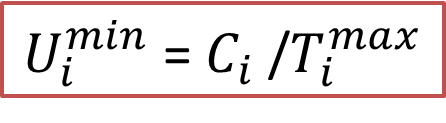 U_i^{min} = C_i / T_i^{max}